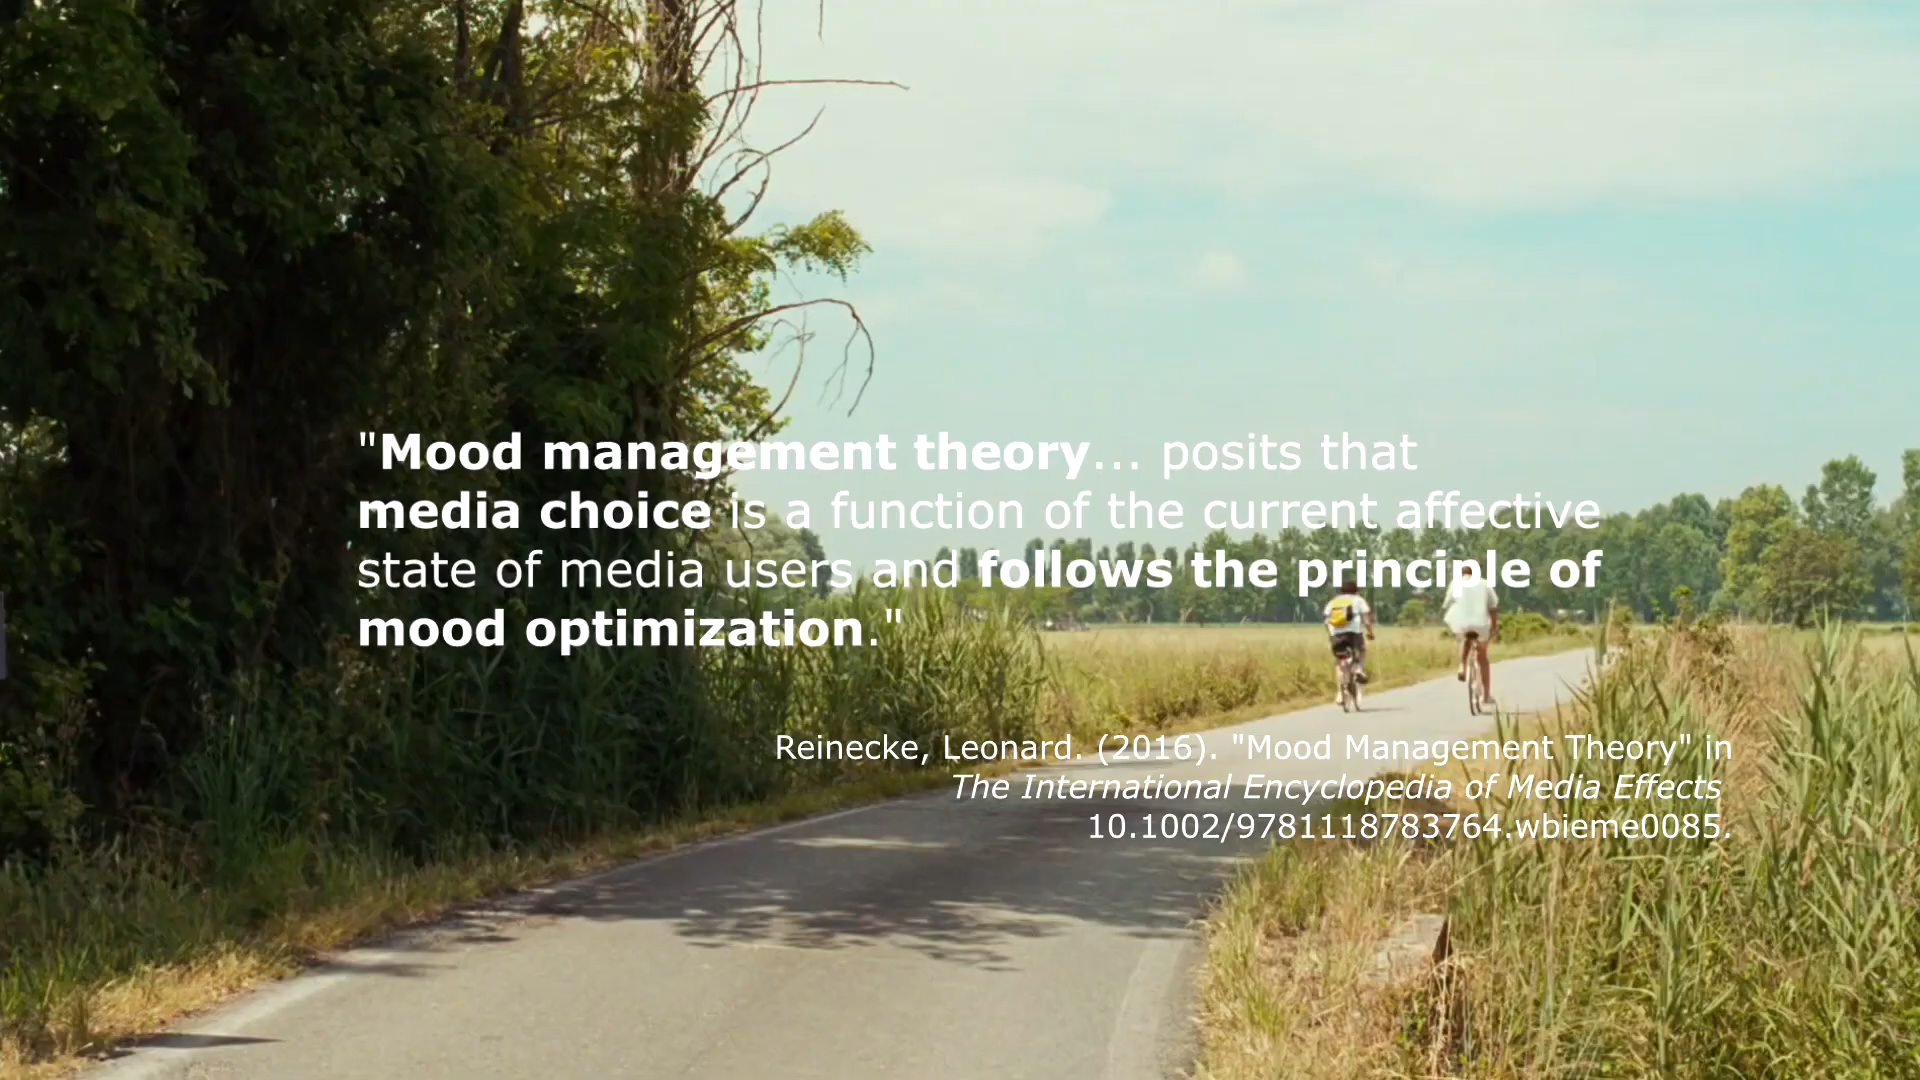 "Mood management theory... posits that
media choice is a function of the current affective
state of media users and follows the principle of
mood optimization."
Reinecke, Leonard. (2016). "Mood Management Theory" in
The International Encyclopedia of Media Effects
10.1002/9781118783764.wbieme0085.